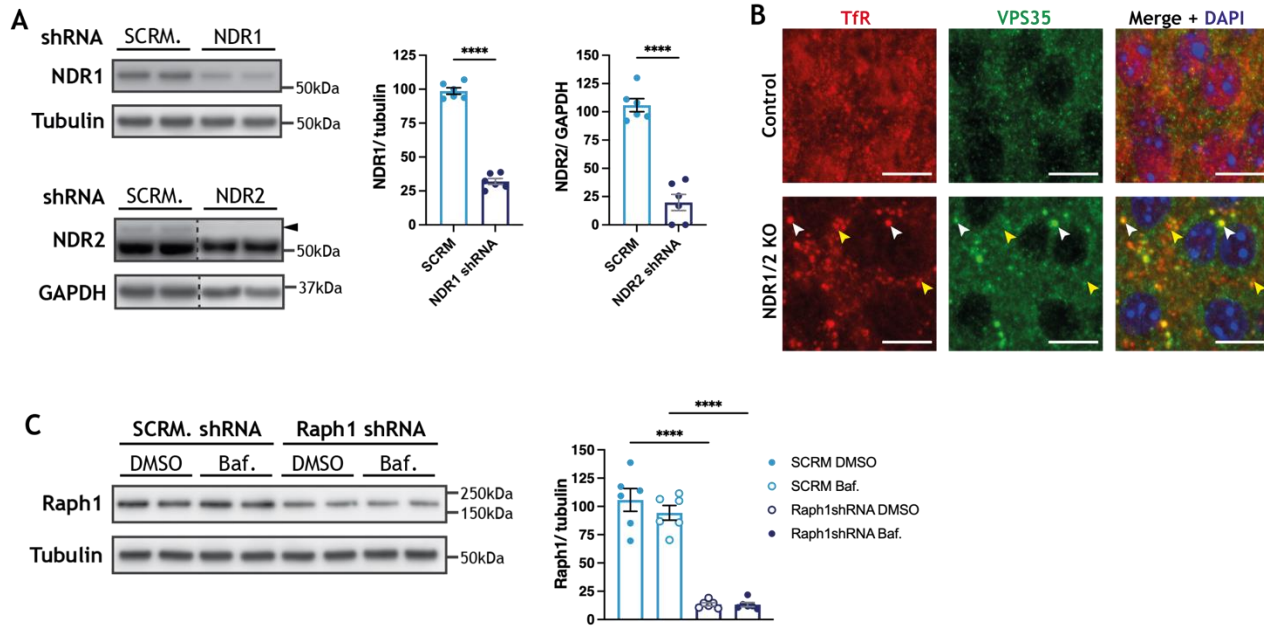 A
shRNA SCRM. NDR1
NDR1
50kDa
Tubulin
50kDa
shRNA SCRM. NDR2
NDR2
50kDa
GAPDH
37kDa
NDR1/ tubulin
125
100
75
50
25
0
****
SCRM
NDR1 shRNA
NDR2/ GAPDH
150
125
100
75
50
25
0
****
SCRM
NDR2 shRNA
B
TfR VPS35 Merge + DAPI
Control
NDR1/2 KO
C
SCRM. shRNA Raph1 shRNA
DMSO Baf. DMSO Baf.
Raph1
250kDa
150kDa
Tubulin
50kDa
Raph1/ tubulin
150
125
100
75
50
25
0
****
****
SCRM DMSO
SCRM Baf.
Raph1shRNA DMSO
Raph1shRNA Baf.